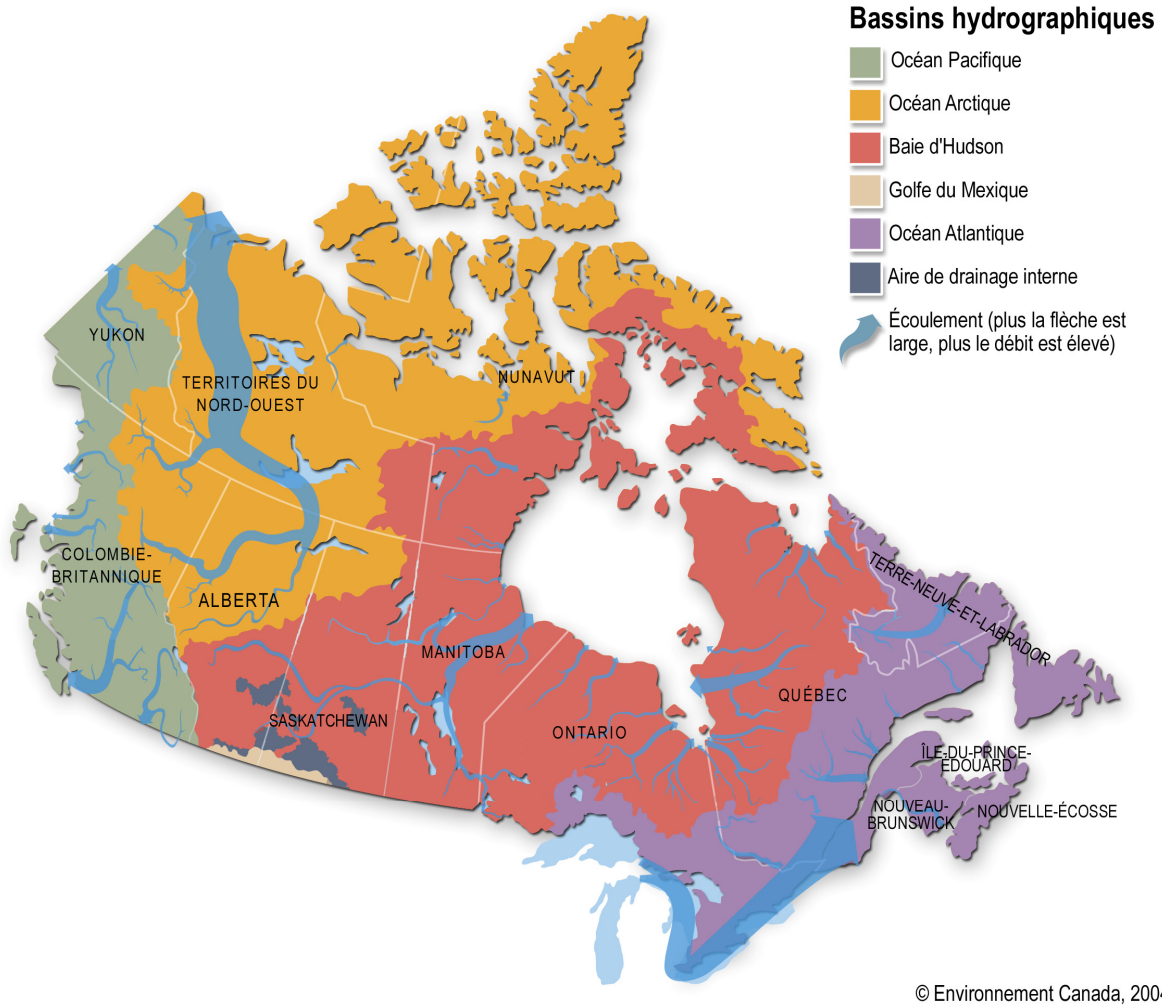 Bassins hydrographiques
Océan Pacifique
Océan Arctique
Baie d'Hudson
Golfe du Mexique
Océan Atlantique
Aire de drainage interne
Écoulement (plus la flèche est
large, plus le débit est élevé)
YUKON
TERRITOIRES DU
NORD-OUEST
NUNAVUT
COLOMBIE-
BRITANNIQUE
ALBERTA
MANITOBA
SASKATCHEWAN
ONTARIO
QUÉBEC
TERRE-NEUVE-ET-LABRADOR
ÎLE-DU-PRINCE-
ÉDOUARD
NOUVEAU-
BRUNSWICK
NOUVELLE-ÉCOSSE
© Environnement Canada,